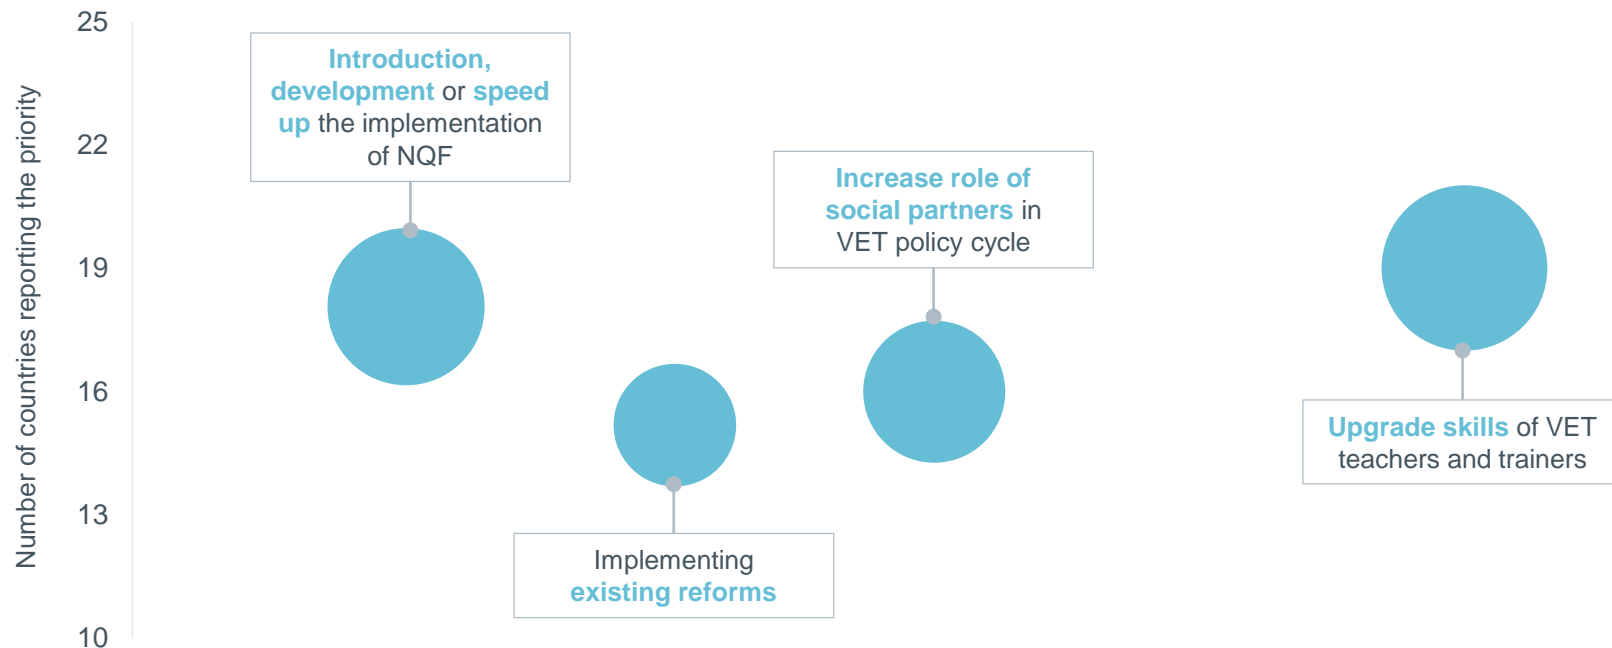 Number of countries reporting the priority
25
22
19
16
13
10
Introduction,
development or speed
up the implementation
of NQF
Implementing
existing reforms
Increase role of
social partners in
VET policy cycle
Upgrade skills of VET
teachers and trainers